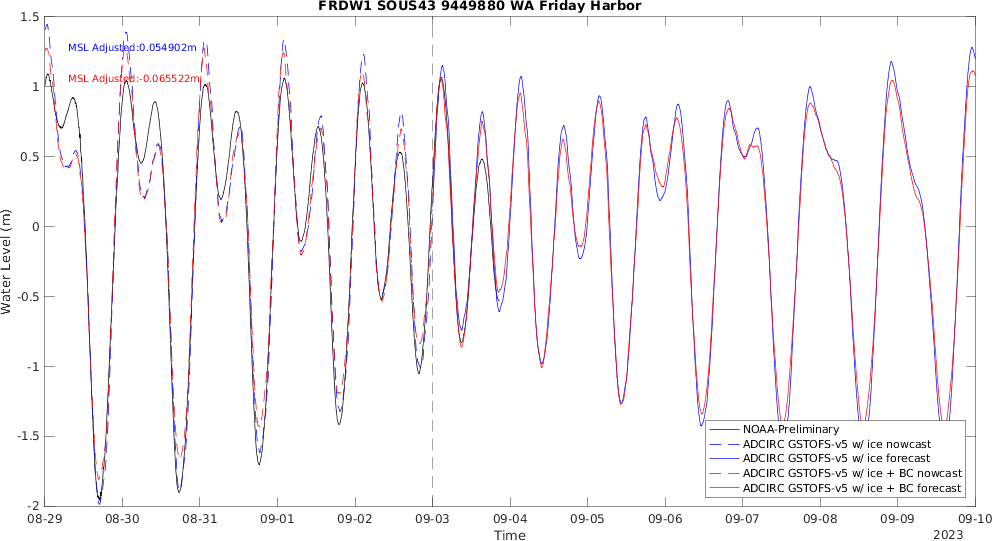 FRDW1 SOUS43 9449880 WA Friday Harbor
1.5
MSL Adjusted:0.054902m
MSL Adjusted:-0.065522m
1
0.5
0
-0.5
-1
-1.5
-2
Water Level (m)
NOAA-Preliminary
ADCIRC GSTOFS-v5 w/ ice nowcast
ADCIRC GSTOFS-v5 w/ ice forecast
ADCIRC GSTOFS-v5 w/ ice + BC nowcast
ADCIRC GSTOFS-v5 w/ ice + BC forecast
08-29 08-30 08-31 09-01 09-02 09-03 09-04 09-05 09-06 09-07 09-08 09-09 09-10
Time
2023